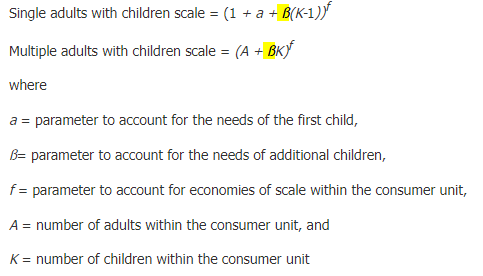 Single adults with children scale = (1 + a + β(K-1))^f
Multiple adults with children scale = (A + βK)^f
where
a = parameter to account for the needs of the first child,
β= parameter to account for the needs of additional children,
f = parameter to account for economies of scale within the consumer unit,
A = number of adults within the consumer unit, and
K = number of children within the consumer unit